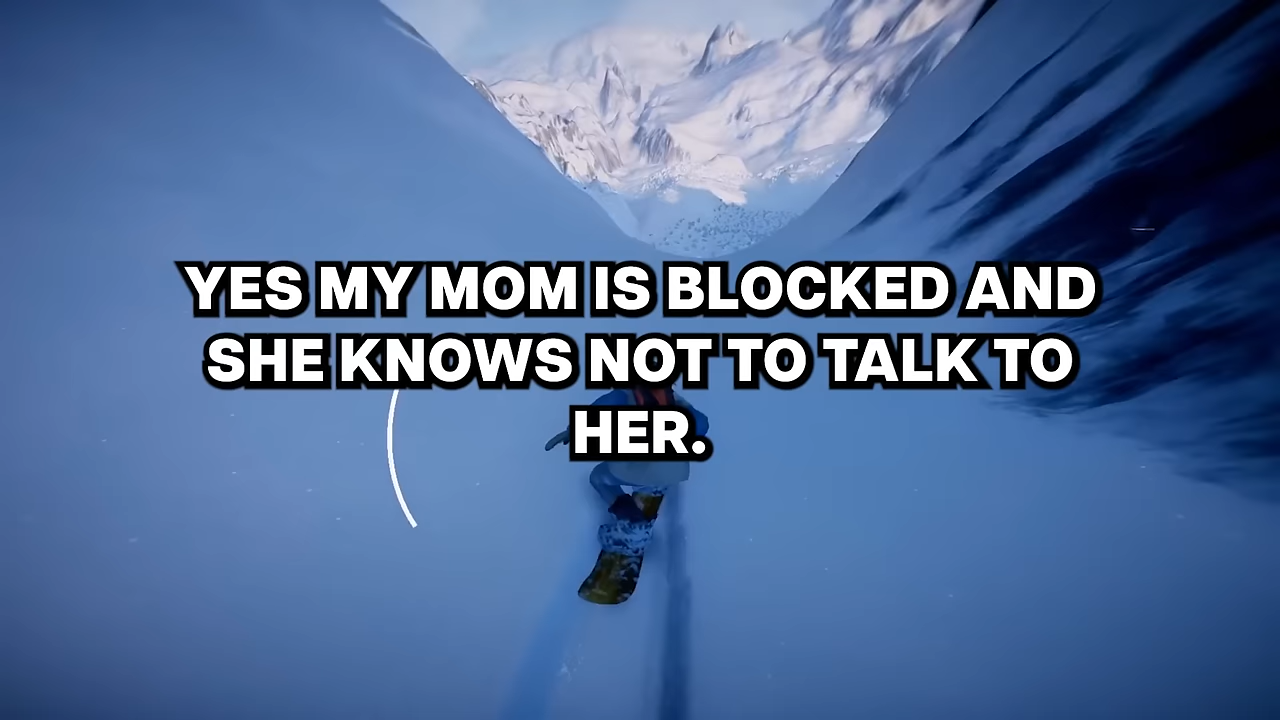 YES MY MOM IS BLOCKED AND
SHE KNOWS NOT TO TALK TO
HER.